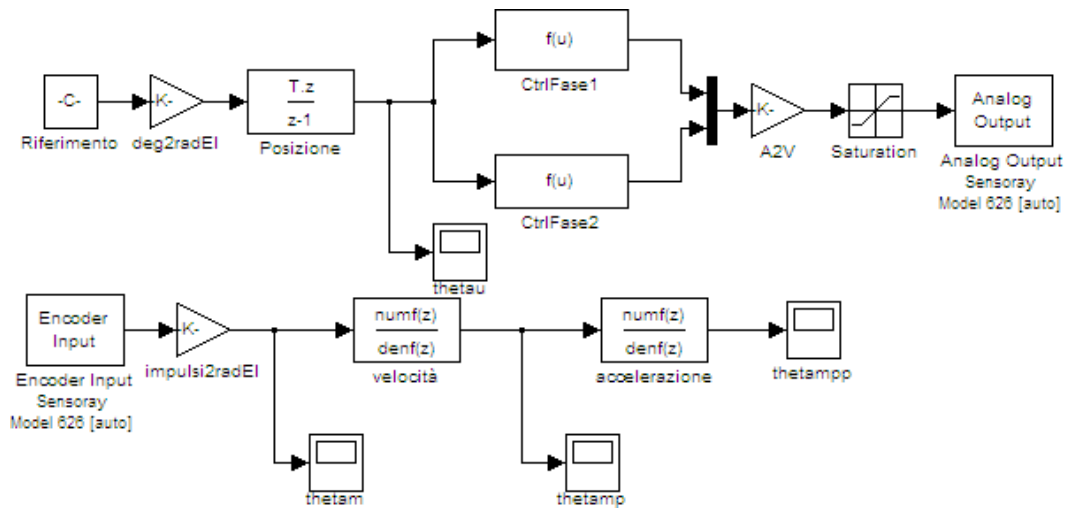 -C-
Riferimento
K-
deg2radEl
T.z
z-1
Posizione
f(u)
CtrlFase1
f(u)
CtrlFase2
thetau
K-
A2V
Saturation
Analog
Output
Analog Output
Sensoray
Model 626 [auto]
Encoder
Input
Encoder Input
Sensoray
Model 626 [auto]
K-
impulsi2radEl
thetam
numf(z)
denf(z)
velocità
thetamp
numf(z)
denf(z)
accelerazione
thetampp